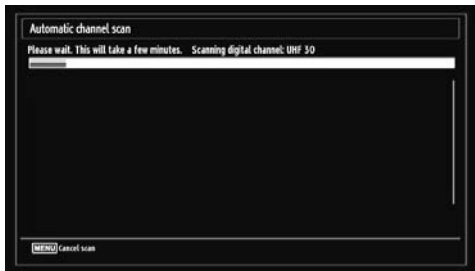 Automatic channel scan
Please wait. This will take a few minutes. Scanning digital channel: UHF 30
MENU Cancel scan